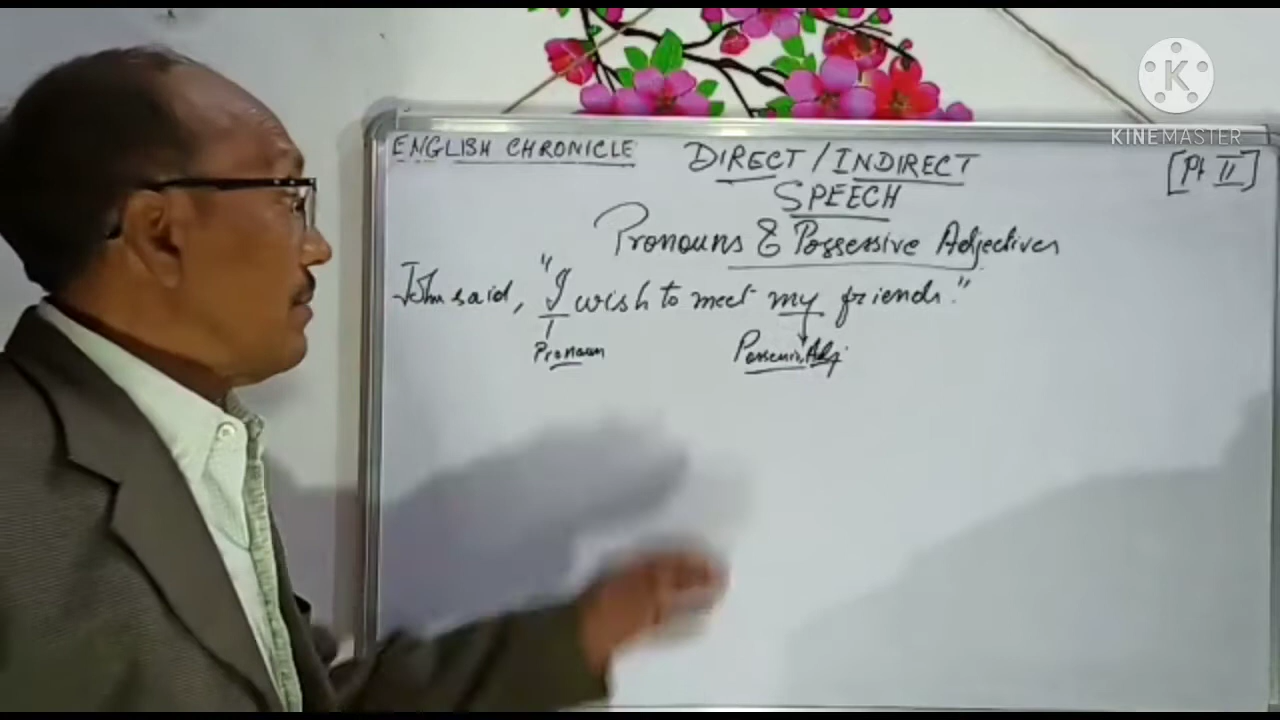 K
KINEMASTER
ENGLISH CHRONICLE
DIRECT / INDIRECT
[Pt II]
SPEECH
Pronouns & Possessive Adjectives
John said, "I wish to meet my friends."
Pronoun
Possessive Adj